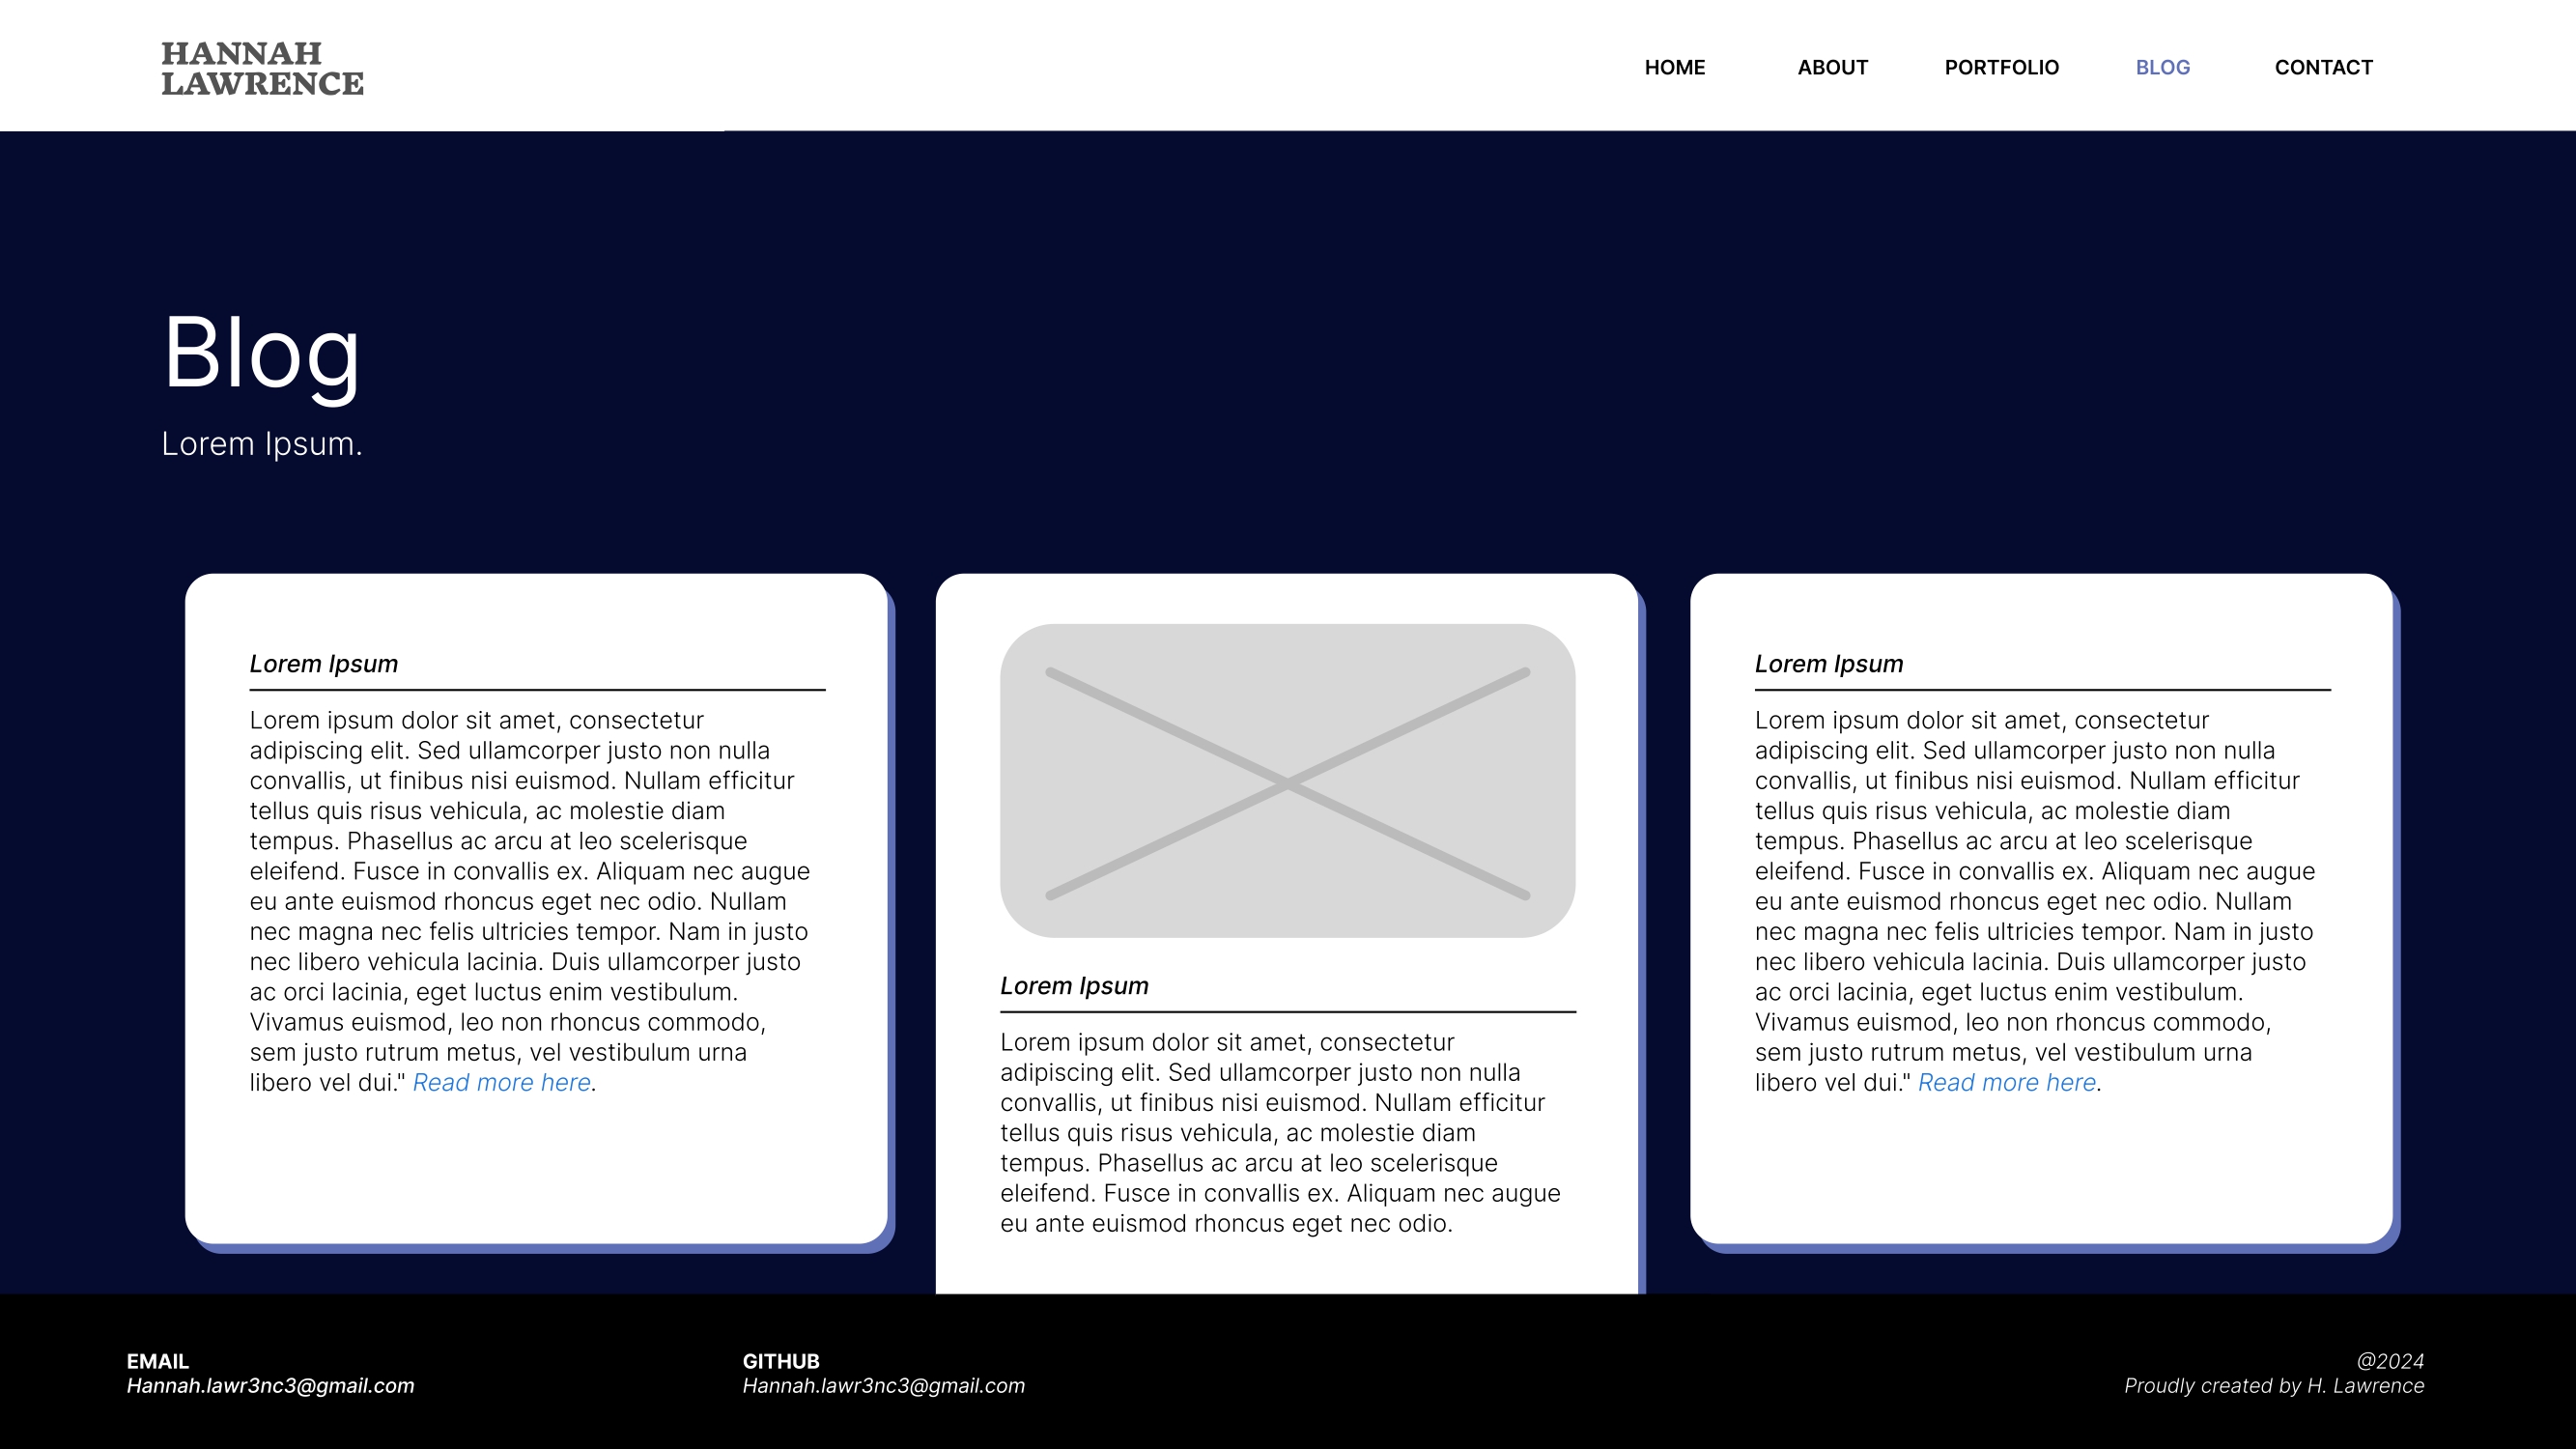 HANNAH
LAWRENCE
HOME
ABOUT
PORTFOLIO
BLOG
CONTACT
Blog
Lorem Ipsum.
Lorem Ipsum
Lorem ipsum dolor sit amet, consectetur
adipiscing elit. Sed ullamcorper justo non nulla
convallis, ut finibus nisi euismod. Nullam efficitur
tellus quis risus vehicula, ac molestie diam
tempus. Phasellus ac arcu at leo scelerisque
eleifend. Fusce in convallis ex. Aliquam nec augue
eu ante euismod rhoncus eget nec odio. Nullam
nec magna nec felis ultricies tempor. Nam in justo
nec libero vehicula lacinia. Duis ullamcorper justo
ac orci lacinia, eget luctus enim vestibulum.
Vivamus euismod, leo non rhoncus commodo,
sem justo rutrum metus, vel vestibulum urna
libero vel dui." Read more here.
Lorem Ipsum
Lorem ipsum dolor sit amet, consectetur
adipiscing elit. Sed ullamcorper justo non nulla
convallis, ut finibus nisi euismod. Nullam efficitur
tellus quis risus vehicula, ac molestie diam
tempus. Phasellus ac arcu at leo scelerisque
eleifend. Fusce in convallis ex. Aliquam nec augue
eu ante euismod rhoncus eget nec odio.
Lorem Ipsum
Lorem ipsum dolor sit amet, consectetur
adipiscing elit. Sed ullamcorper justo non nulla
convallis, ut finibus nisi euismod. Nullam efficitur
tellus quis risus vehicula, ac molestie diam
tempus. Phasellus ac arcu at leo scelerisque
eleifend. Fusce in convallis ex. Aliquam nec augue
eu ante euismod rhoncus eget nec odio. Nullam
nec magna nec felis ultricies tempor. Nam in justo
nec libero vehicula lacinia. Duis ullamcorper justo
ac orci lacinia, eget luctus enim vestibulum.
Vivamus euismod, leo non rhoncus commodo,
sem justo rutrum metus, vel vestibulum urna
libero vel dui." Read more here.
EMAIL
Hannah.lawr3nc3@gmail.com
GITHUB
Hannah.lawr3nc3@gmail.com
@2024
Proudly created by H. Lawrence